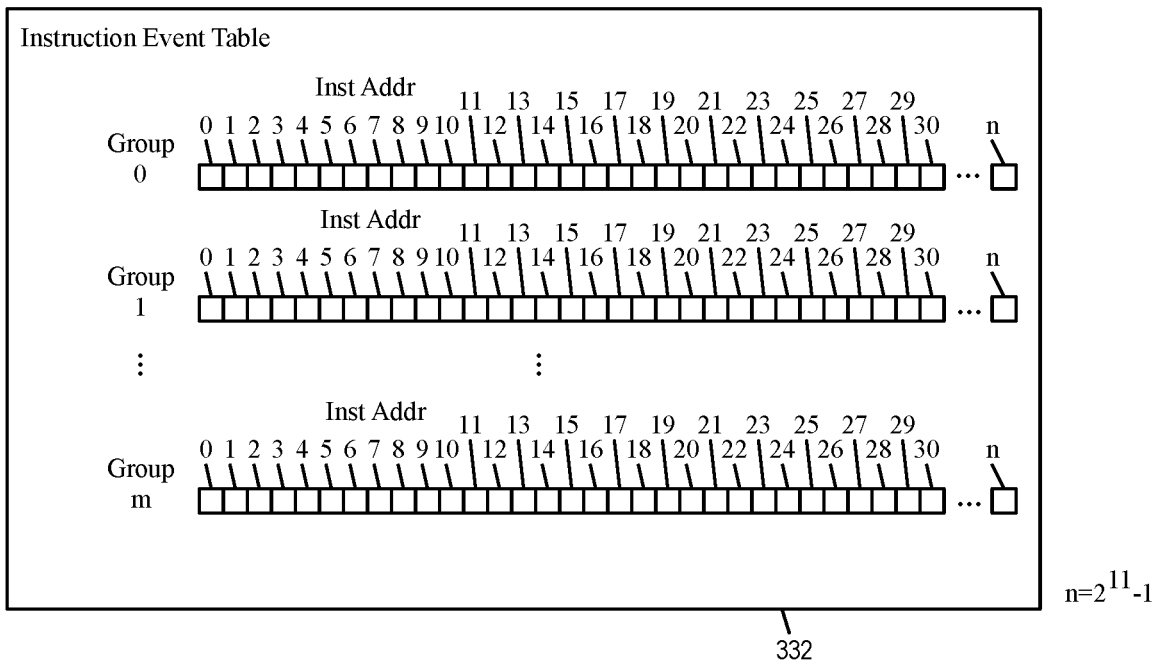 Instruction Event Table
Inst Addr
11 13 15 17 19 21 23 25 27 29
0 1 2 3 4 5 6 7 8 9 10 12 14 16 18 20 22 24 26 28 30 n
Group
0
...
Inst Addr
11 13 15 17 19 21 23 25 27 29
0 1 2 3 4 5 6 7 8 9 10 12 14 16 18 20 22 24 26 28 30 n
Group
1
...
⋮ ⋮
Inst Addr
11 13 15 17 19 21 23 25 27 29
0 1 2 3 4 5 6 7 8 9 10 12 14 16 18 20 22 24 26 28 30 n
Group
m
...
n=2¹¹-1
332